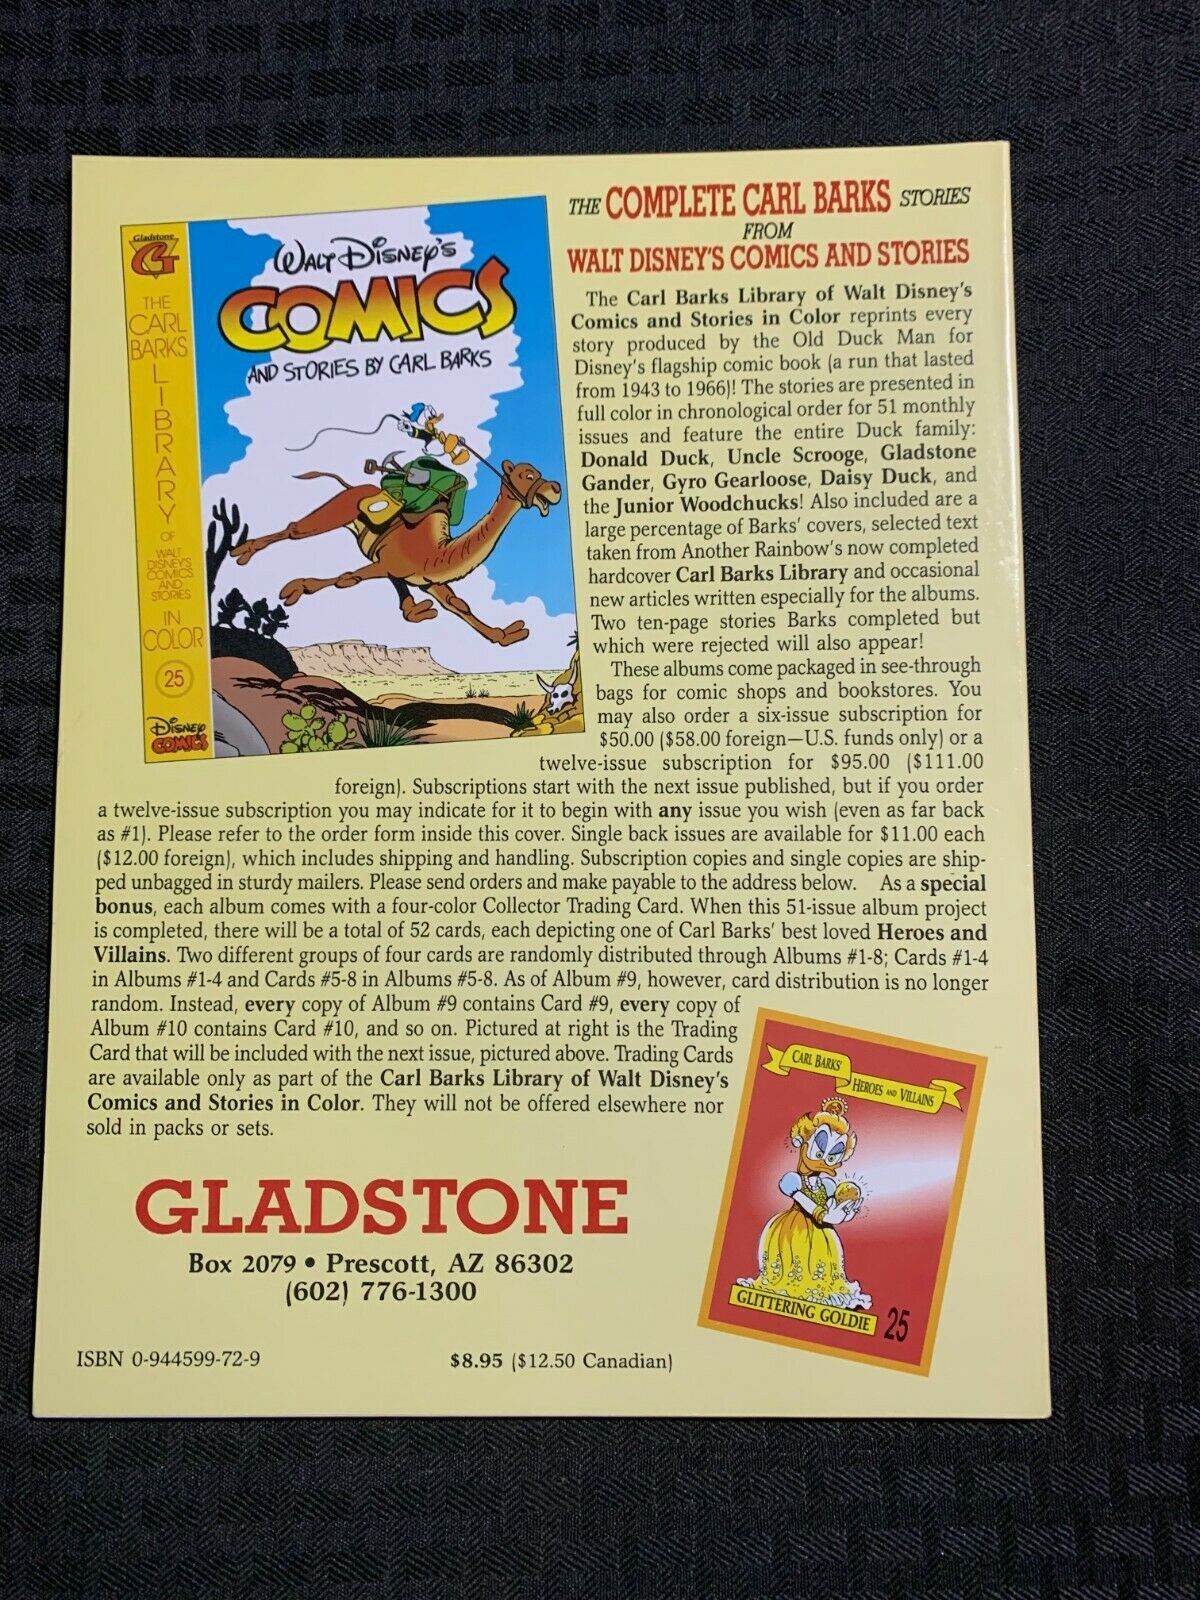 Gladstone
G
THE
CARL
BARKS
LIBRARY
OF
WALT
DISNEY'S
COMICS
AND
STORIES
IN
COLOR
25
DISNEY
COMICS
WALT DISNEY'S
COMICS
AND STORIES BY CARL BARKS
THE COMPLETE CARL BARKS STORIES
FROM
WALT DISNEY'S COMICS AND STORIES
The Carl Barks Library of Walt Disney's
Comics and Stories in Color reprints every
story produced by the Old Duck Man for
Disney's flagship comic book (a run that lasted
from 1943 to 1966)! The stories are presented in
full color in chronological order for 51 monthly
issues and feature the entire Duck family:
Donald Duck, Uncle Scrooge, Gladstone
Gander, Gyro Gearloose, Daisy Duck, and
the Junior Woodchucks! Also included are a
large percentage of Barks' covers, selected text
taken from Another Rainbow's now completed
hardcover Carl Barks Library and occasional
new articles written especially for the albums.
Two ten-page stories Barks completed but
which were rejected will also appear!
These albums come packaged in see-through
bags for comic shops and bookstores. You
may also order a six-issue subscription for
$50.00 ($58.00 foreign—U.S. funds only) or a
twelve-issue subscription for $95.00 ($111.00
foreign). Subscriptions start with the next issue published, but if you order
a twelve-issue subscription you may indicate for it to begin with any issue you wish (even as far back
as #1). Please refer to the order form inside this cover. Single back issues are available for $11.00 each
($12.00 foreign), which includes shipping and handling. Subscription copies and single copies are ship-
ped unbagged in sturdy mailers. Please send orders and make payable to the address below. As a special
bonus, each album comes with a four-color Collector Trading Card. When this 51-issue album project
is completed, there will be a total of 52 cards, each depicting one of Carl Barks' best loved Heroes and
Villains. Two different groups of four cards are randomly distributed through Albums #1-8; Cards #1-4
in Albums #1-4 and Cards #5-8 in Albums #5-8. As of Album #9, however, card distribution is no longer
random. Instead, every copy of Album #9 contains Card #9, every copy of
Album #10 contains Card #10, and so on. Pictured at right is the Trading
Card that will be included with the next issue, pictured above. Trading Cards
are available only as part of the Carl Barks Library of Walt Disney's
Comics and Stories in Color. They will not be offered elsewhere nor
sold in packs or sets.
CARL BARKS'
HEROES AND VILLAINS
GLITTERING GOLDIE
25
GLADSTONE
Box 2079 • Prescott, AZ 86302
(602) 776-1300
ISBN 0-944599-72-9
$8.95 ($12.50 Canadian)